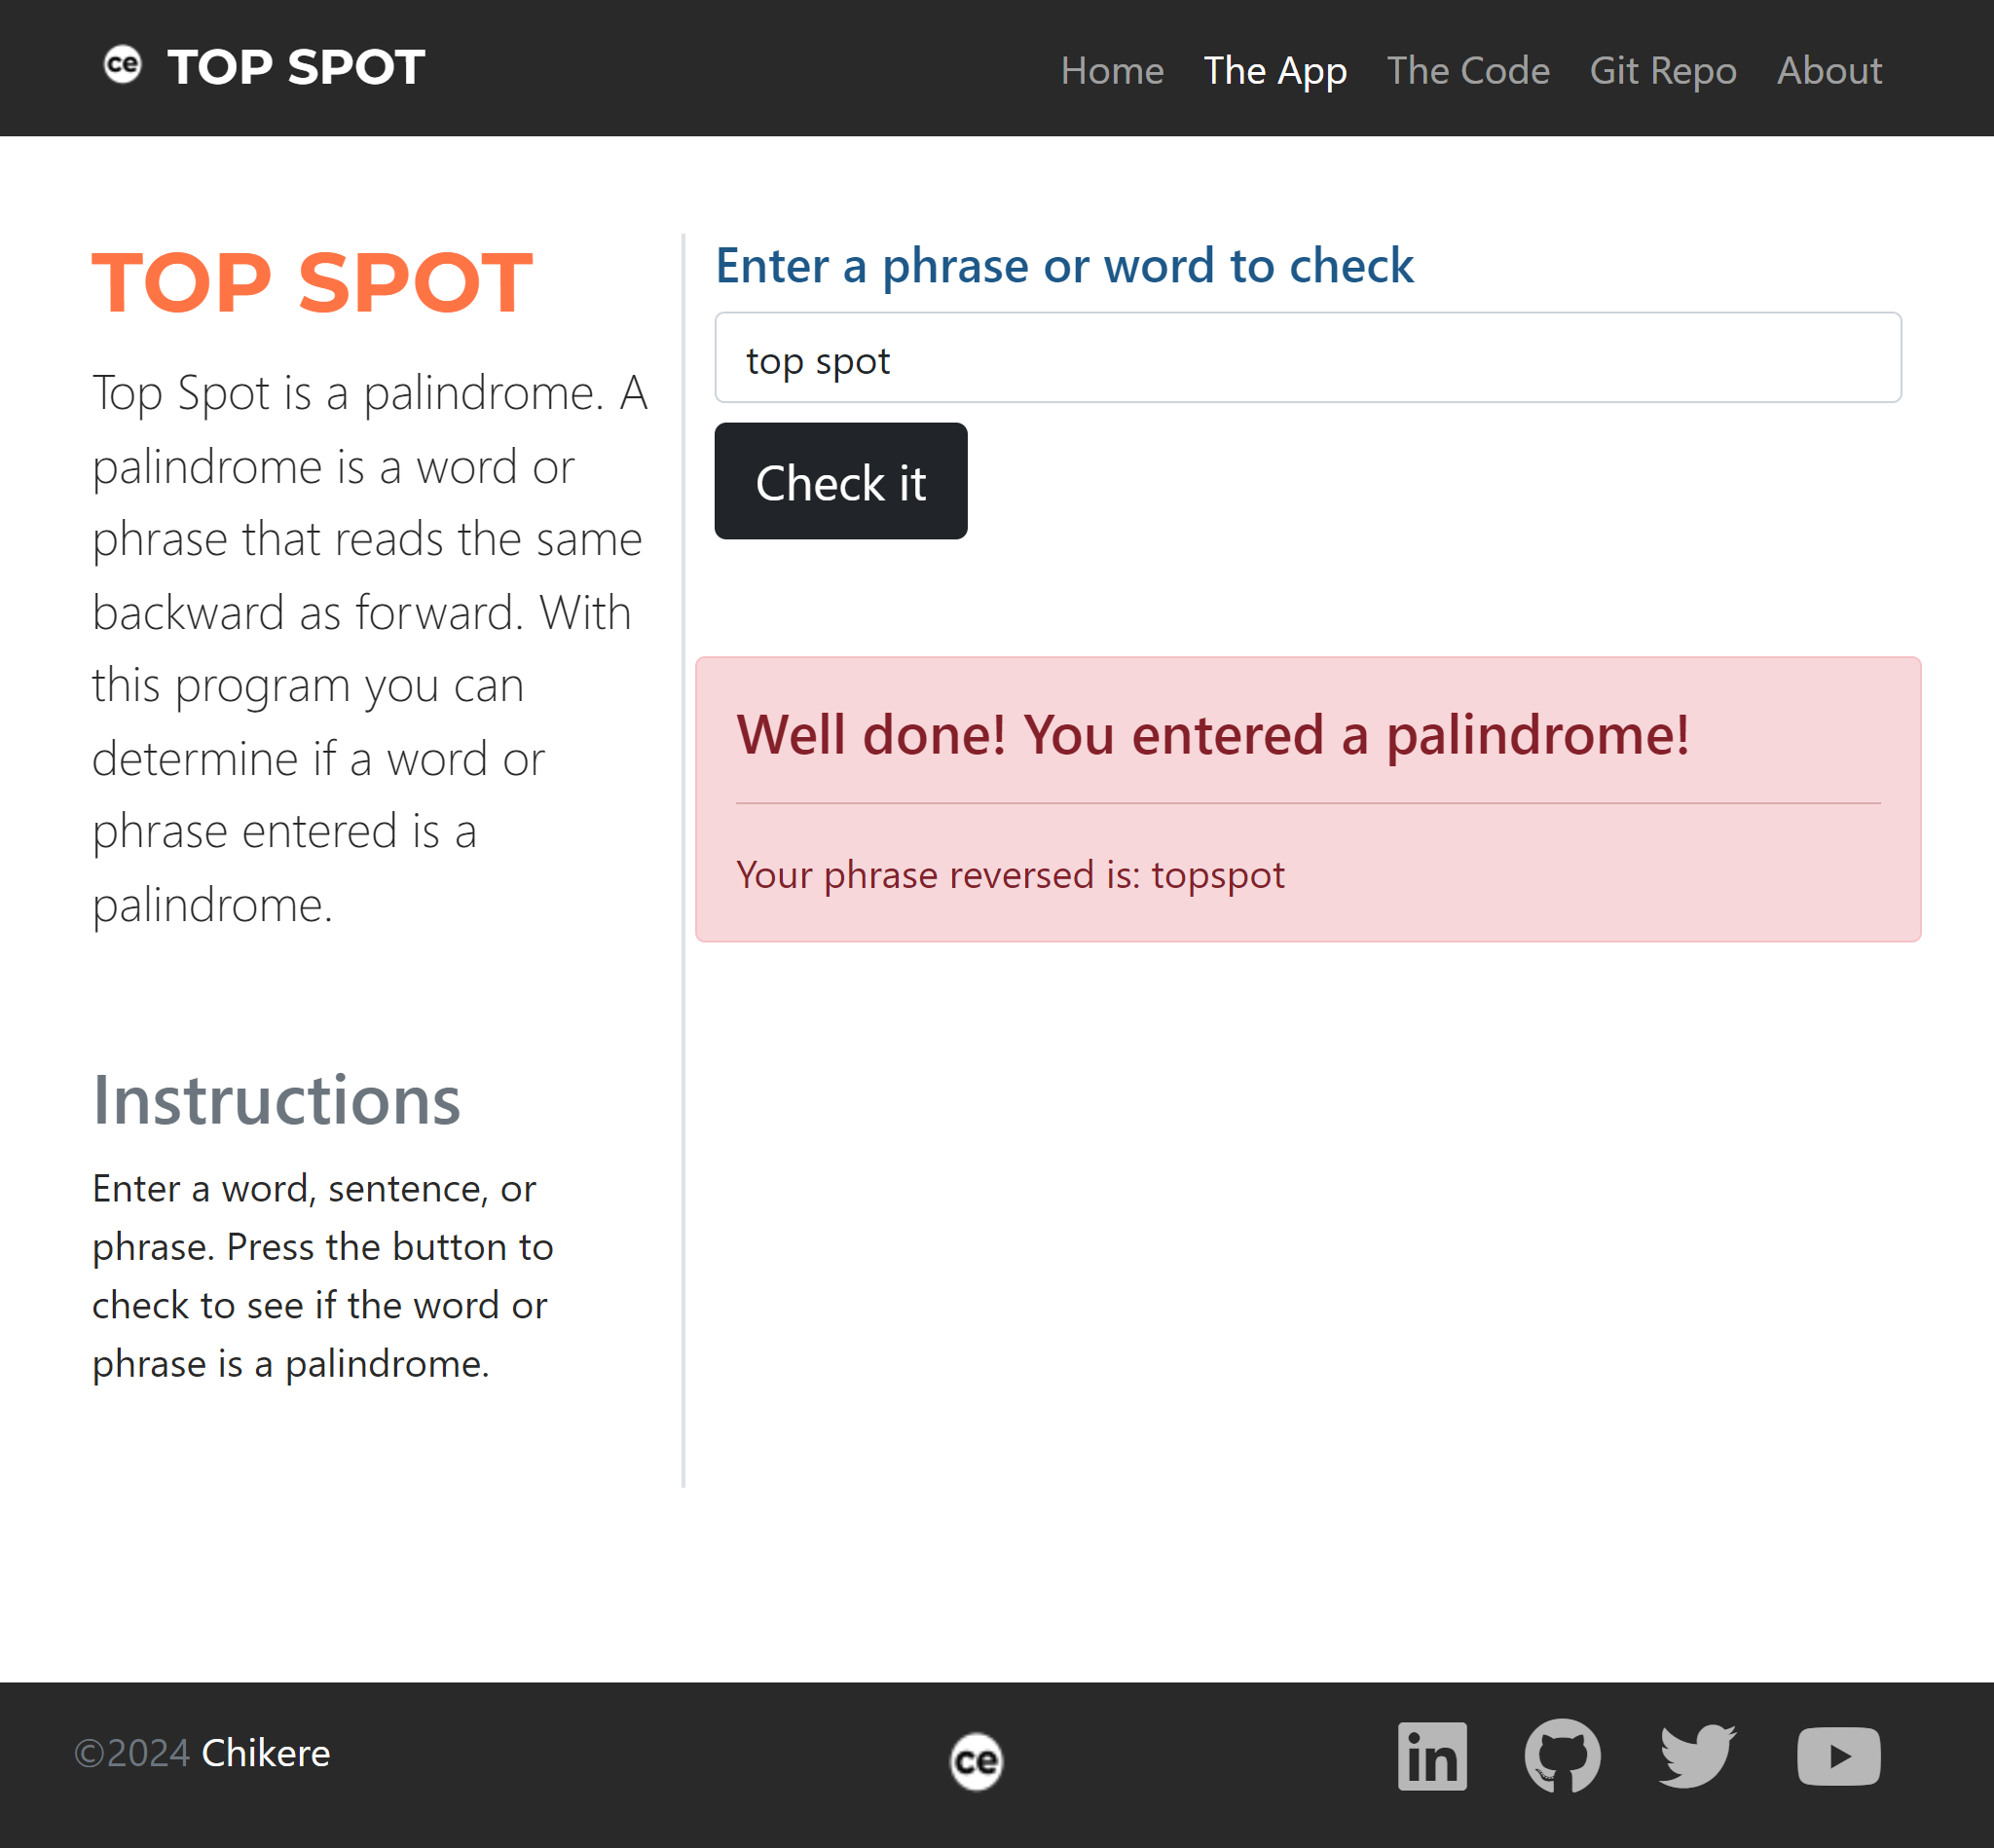 ce TOP SPOT
Home The App The Code Git Repo About
TOP SPOT
Top Spot is a palindrome. A
palindrome is a word or
phrase that reads the same
backward as forward. With
this program you can
determine if a word or
phrase entered is a
palindrome.
Instructions
Enter a word, sentence, or
phrase. Press the button to
check to see if the word or
phrase is a palindrome.
Enter a phrase or word to check
top spot
Check it
Well done! You entered a palindrome!
Your phrase reversed is: topspot
©2024 Chikere
ce
in